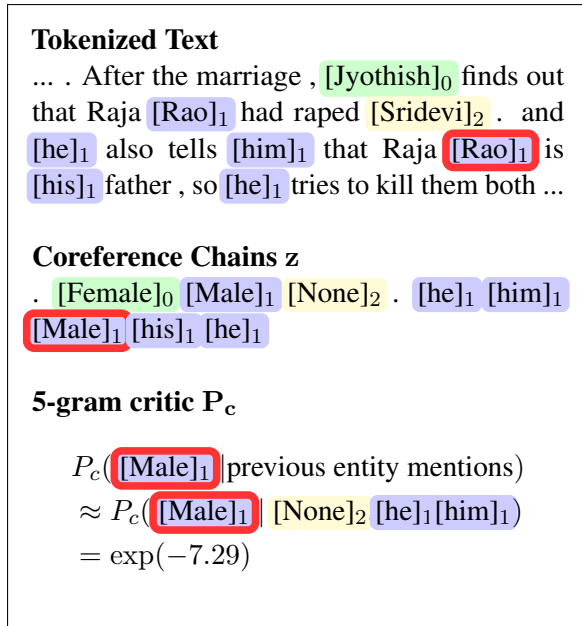 Tokenized Text
... . After the marriage , [Jyothish]₀ finds out
that Raja [Rao]₁ had raped [Sridevi]₂ . and
[he]₁ also tells [him]₁ that Raja [Rao]₁ is
[his]₁ father , so [he]₁ tries to kill them both ...
Coreference Chains z
. [Female]₀ [Male]₁ [None]₂ . [he]₁ [him]₁
[Male]₁ [his]₁ [he]₁
5-gram critic P_c
P_c([Male]₁|previous entity mentions)
≈ P_c([Male]₁| [None]₂ [he]₁[him]₁)
= exp(−7.29)